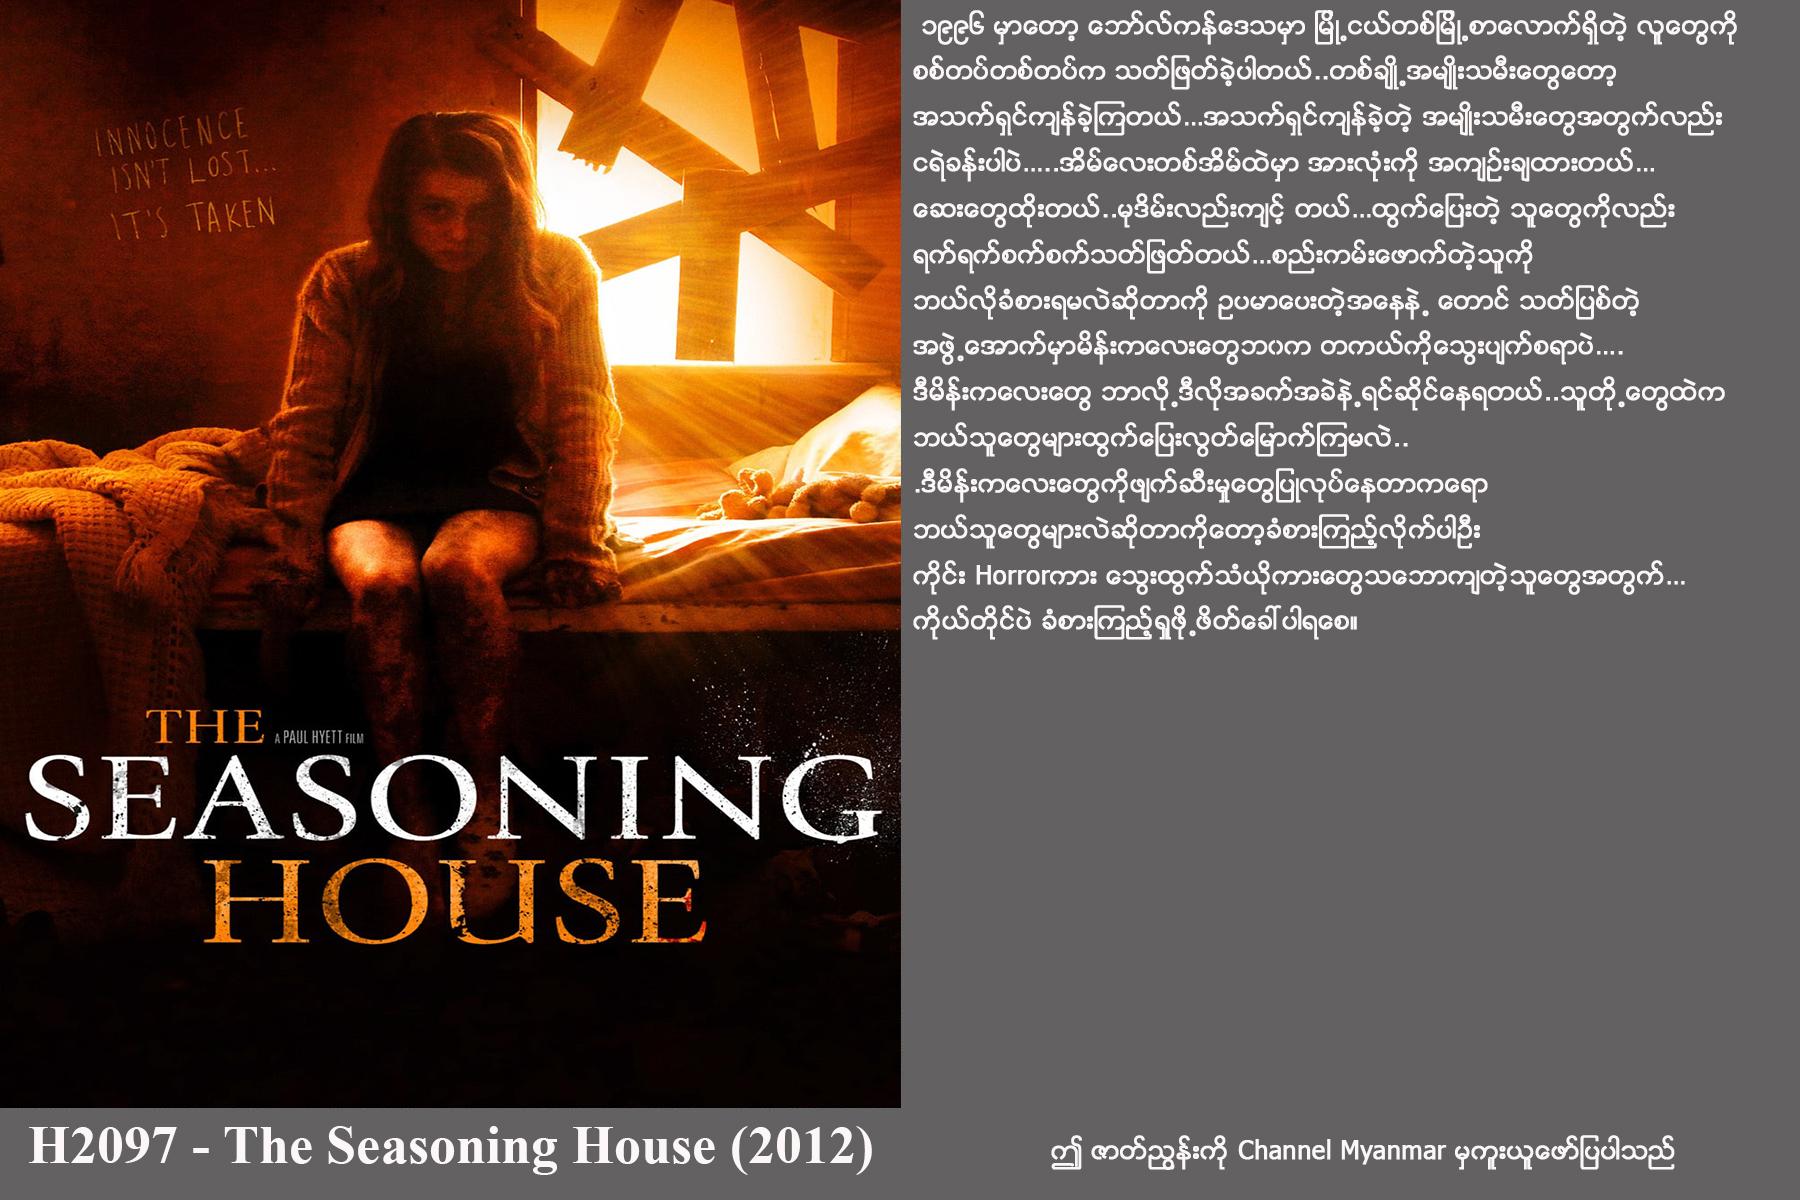 INNOCENCE
ISN'T LOST...
IT'S TAKEN
THE
A PAUL HYETT FILM
SEASONING
HOUSE
H2097 - The Seasoning House (2012)
၁၉၉၆ မှာတော့ ဘော်လ်ကန်ဒေသမှာ မြို့ငယ်တစ်မြို့စာလောက်ရှိတဲ့ လူတွေကို
စစ်တပ်တစ်တပ်က သတ်ဖြတ်ခဲ့ပါတယ်..တစ်ချို့အမျိုးသမီးတွေတော့
အသက်ရှင်ကျန်ခဲ့ကြတယ်...အသက်ရှင်ကျန်ခဲ့တဲ့ အမျိုးသမီးတွေအတွက်လည်း
ငရဲခန်းပါပဲ.....အိမ်လေးတစ်အိမ်ထဲမှာ အားလုံးကို အကျဉ်းချထားတယ်...
ဆေးတွေထိုးတယ်..မုဒိမ်းလည်းကျင့် တယ်...ထွက်ပြေးတဲ့ သူတွေကိုလည်း
ရက်ရက်စက်စက်သတ်ဖြတ်တယ်...စည်းကမ်းဖောက်တဲ့သူကို
ဘယ်လိုခံစားရမလဲဆိုတာကို ဥပမာပေးတဲ့အနေနဲ့ တောင် သတ်ပြစ်တဲ့
အဖွဲ့အောက်မှာမိန်းကလေးတွေဘ၀က တကယ်ကိုသွေးပျက်စရာပဲ....
ဒီမိန်းကလေးတွေ ဘာလို့ဒီလိုအခက်အခဲနဲ့ရင်ဆိုင်နေရတယ်..သူတို့တွေထဲက
ဘယ်သူတွေများထွက်ပြေးလွတ်မြောက်ကြမလဲ..
.ဒီမိန်းကလေးတွေကိုဖျက်ဆီးမှုတွေပြုလုပ်နေတာကရော
ဘယ်သူတွေများလဲဆိုတာကိုတော့ခံစားကြည့်လိုက်ပါဦး
ကိုင်း Horrorကား သွေးထွက်သံယိုကားတွေသဘောကျတဲ့သူတွေအတွက်...
ကိုယ်တိုင်ပဲ ခံစားကြည့်ရှုဖို့ဖိတ်ခေါ်ပါရစေ။
ဤ ဇာတ်ညွန်းကို Channel Myanmar မှကူးယူဖော်ပြပါသည်